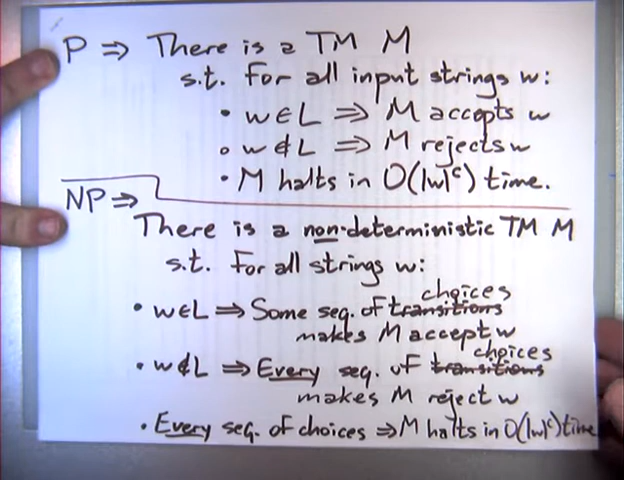 P ⇒ There is a TM M
s.t. For all input strings w:
• w∈L ⇒ M accepts w
• w∉L ⇒ M rejects w
• M halts in O(|w|^c) time.
NP ⇒
There is a non-deterministic TM M
s.t. For all strings w:
choices
• w∈L ⇒ Some seq. of transitions
makes M accept w
choices
• w∉L ⇒ Every seq. of transitions
makes M reject w
• Every seq. of choices ⇒ M halts in O(|w|^c) time